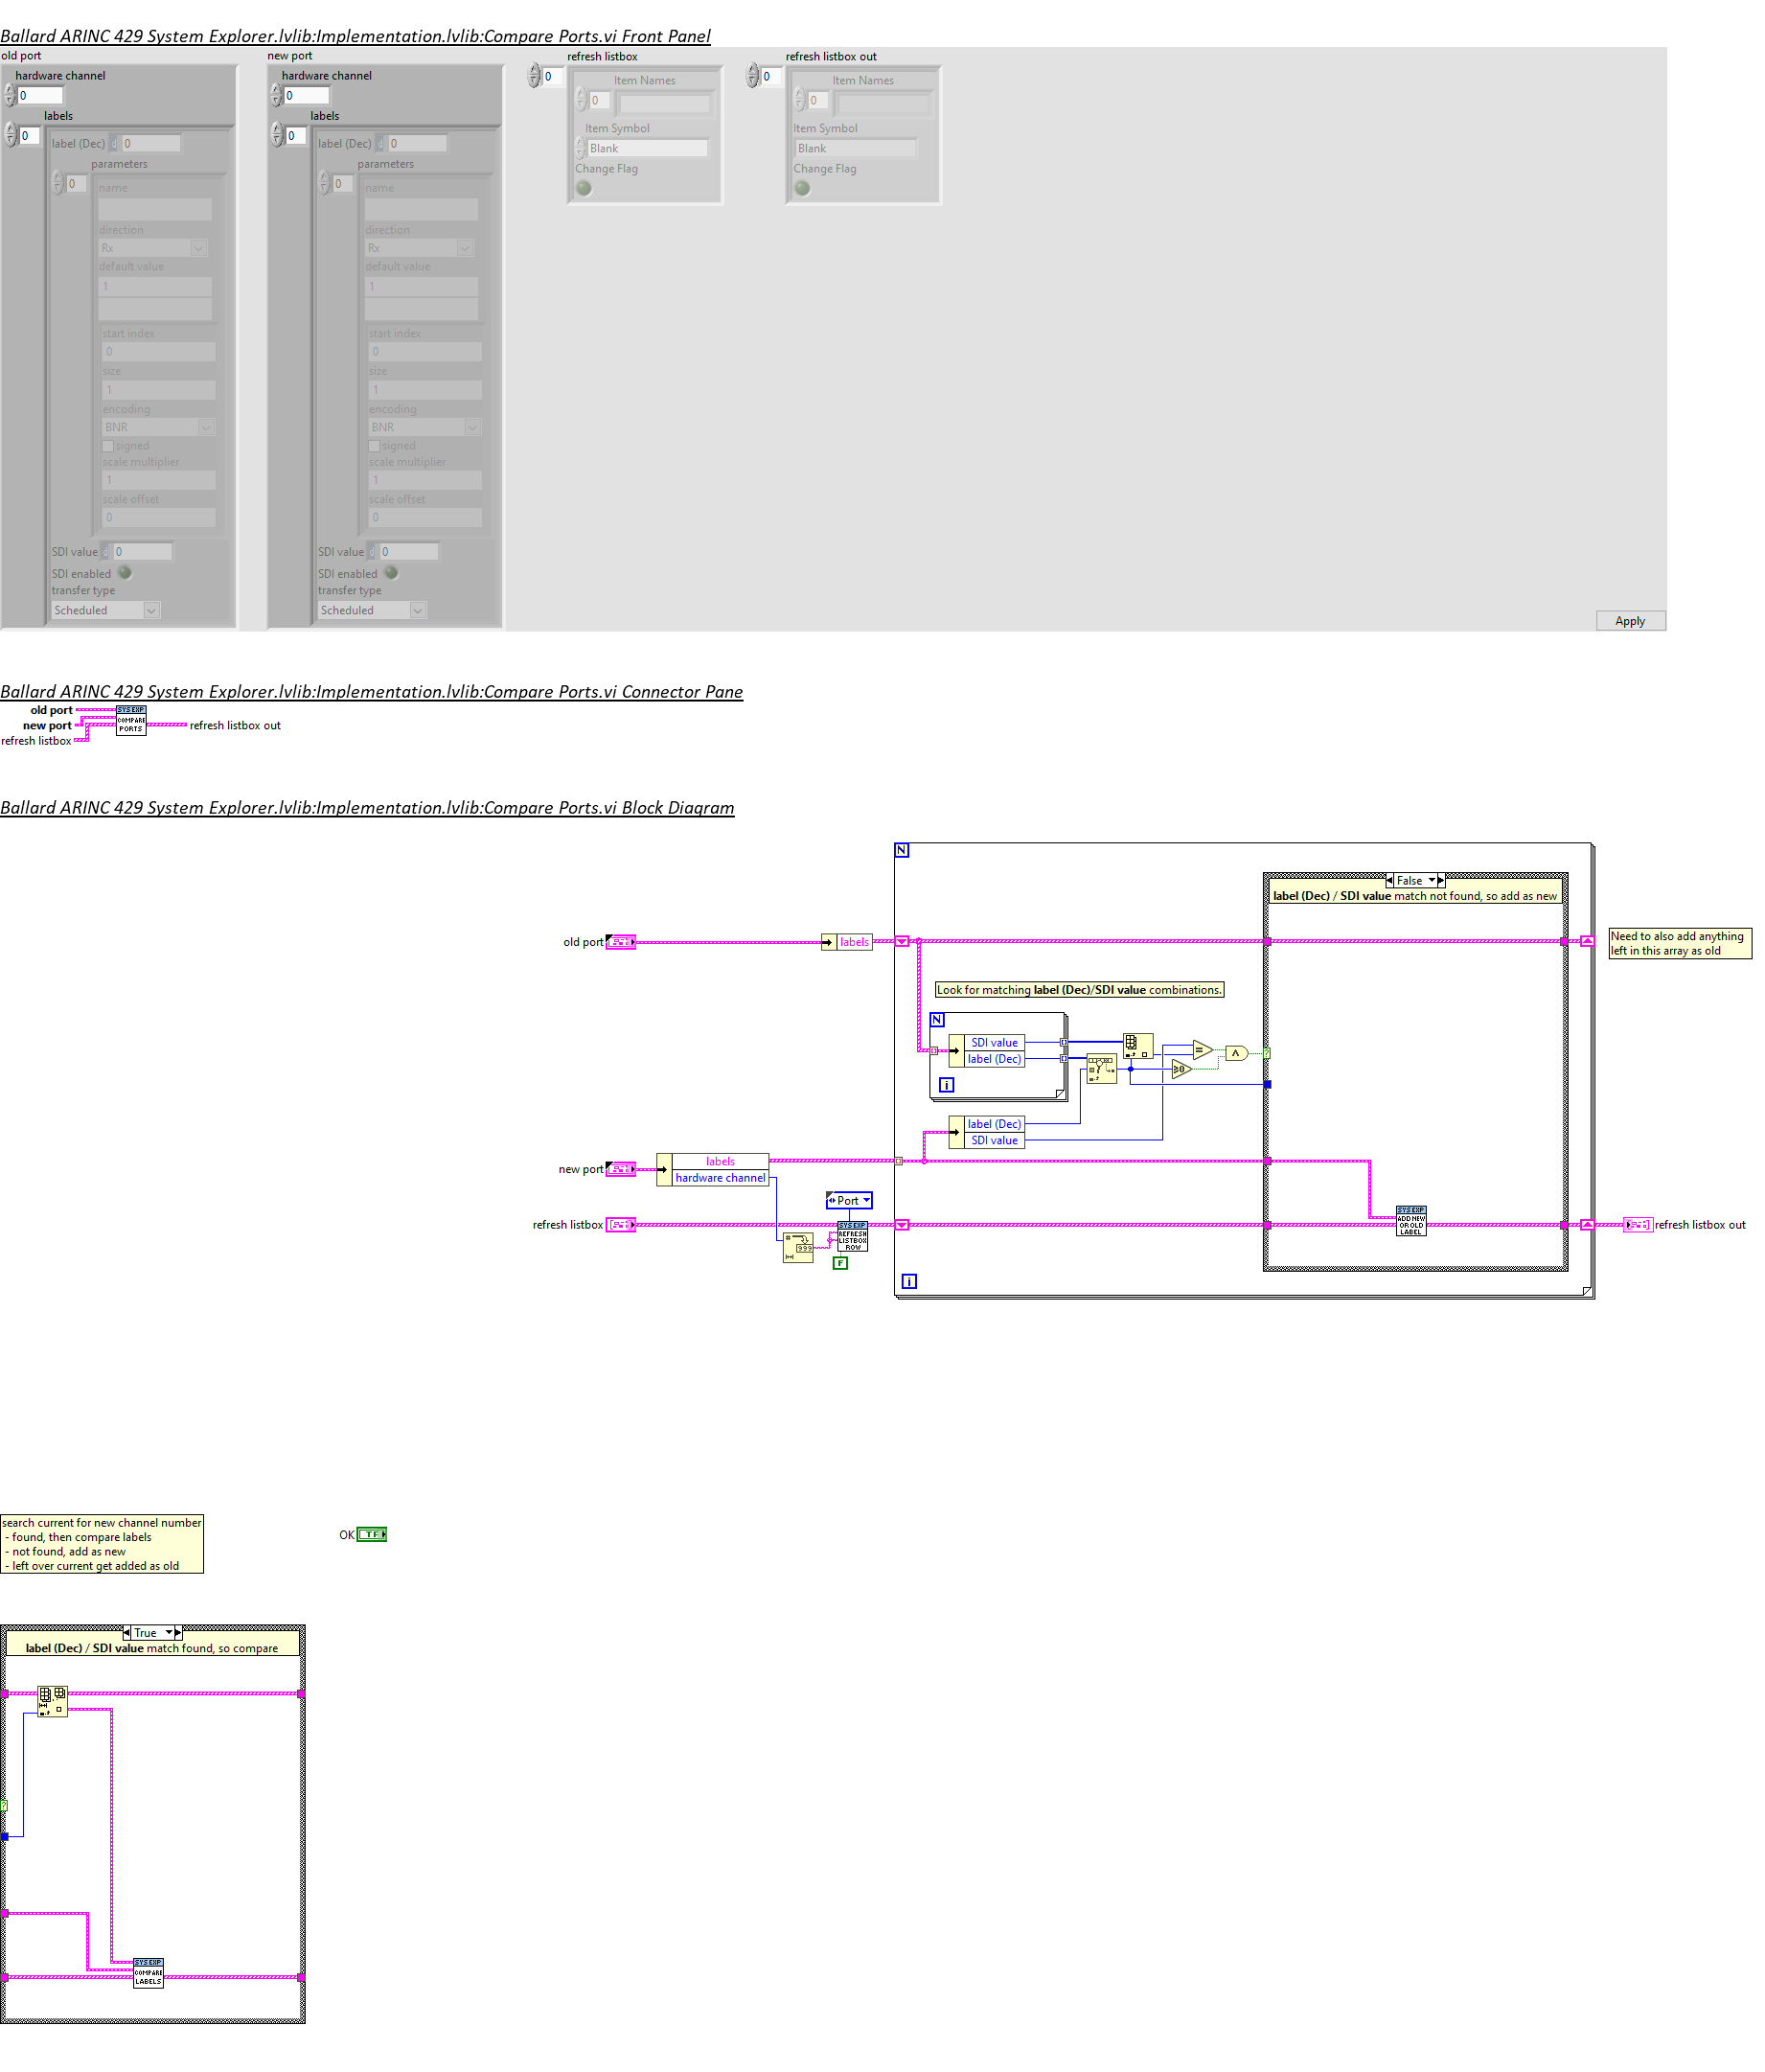 Ballard ARINC 429 System Explorer.lvlib:Implementation.lvlib:Compare Ports.vi Front Panel
old port
hardware channel
0
labels
0
label (Dec) d 0
parameters
0
name
direction
Rx
default value
1
start index
0
size
1
encoding
BNR
signed
scale multiplier
1
scale offset
0
SDI value d 0
SDI enabled
transfer type
Scheduled
new port
hardware channel
0
labels
0
label (Dec) d 0
parameters
0
name
direction
Rx
default value
1
start index
0
size
1
encoding
BNR
signed
scale multiplier
1
scale offset
0
SDI value d 0
SDI enabled
transfer type
Scheduled
refresh listbox
0
Item Names
0
Item Symbol
Blank
Change Flag
refresh listbox out
0
Item Names
0
Item Symbol
Blank
Change Flag
Apply
Ballard ARINC 429 System Explorer.lvlib:Implementation.lvlib:Compare Ports.vi Connector Pane
old port
new port
refresh listbox
SYS EXP
COMPARE
PORTS
refresh listbox out
Ballard ARINC 429 System Explorer.lvlib:Implementation.lvlib:Compare Ports.vi Block Diagram
N
False
label (Dec) / SDI value match not found, so add as new
old port
labels
Need to also add anything
left in this array as old
Look for matching label (Dec)/SDI value combinations.
N
SDI value
label (Dec)
i
label (Dec)
SDI value
new port
labels
hardware channel
Port
refresh listbox
SYS EXP
REFRESH
LISTBOX
ROW
F
SYS EXP
ADD NEW
OR OLD
LABEL
refresh listbox out
i
search current for new channel number
- found, then compare labels
- not found, add as new
- left over current get added as old
OK TF
True
label (Dec) / SDI value match found, so compare
SYS EXP
COMPARE
LABELS